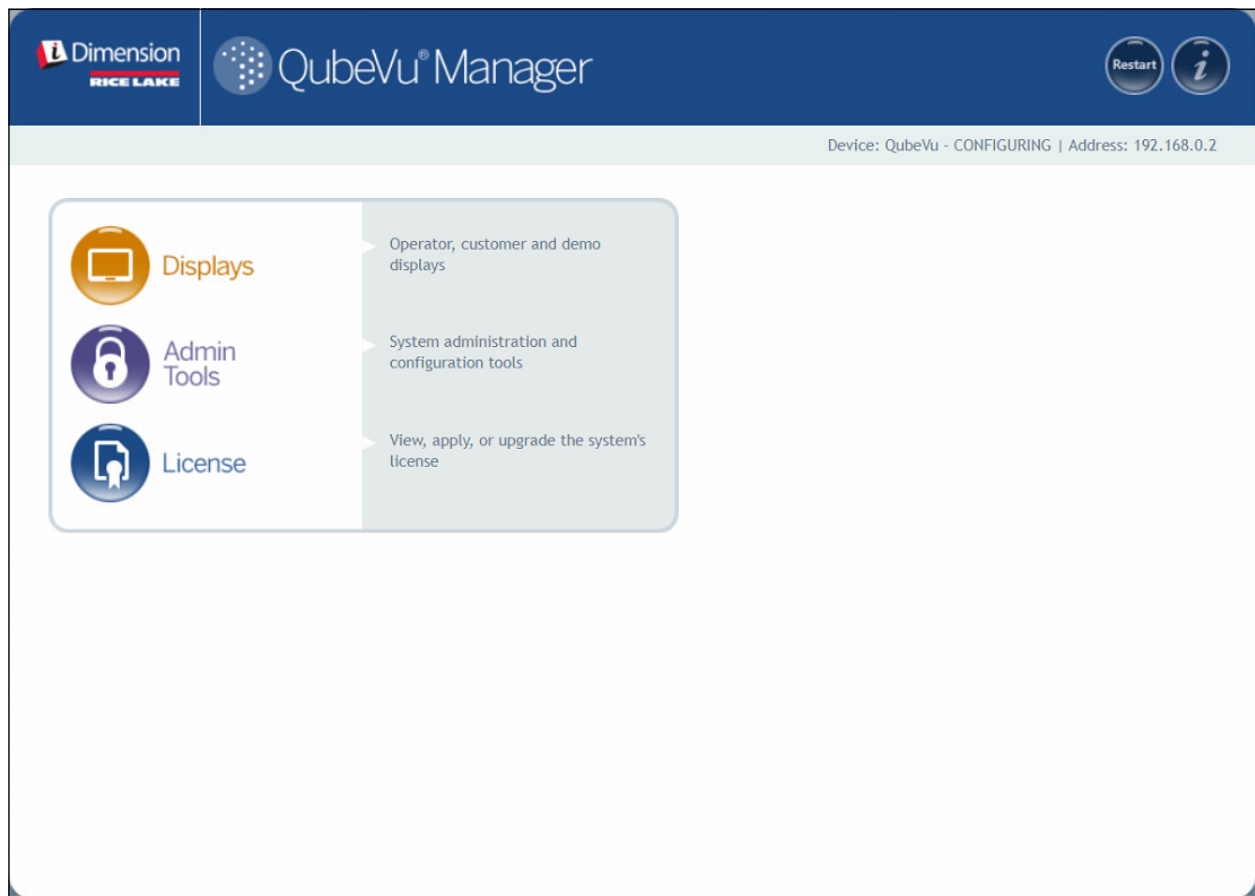 i Dimension
RICE LAKE
QubeVu® Manager
Restart
i
Device: QubeVu - CONFIGURING | Address: 192.168.0.2
Displays
Operator, customer and demo
displays
Admin
Tools
System administration and
configuration tools
License
View, apply, or upgrade the system's
license